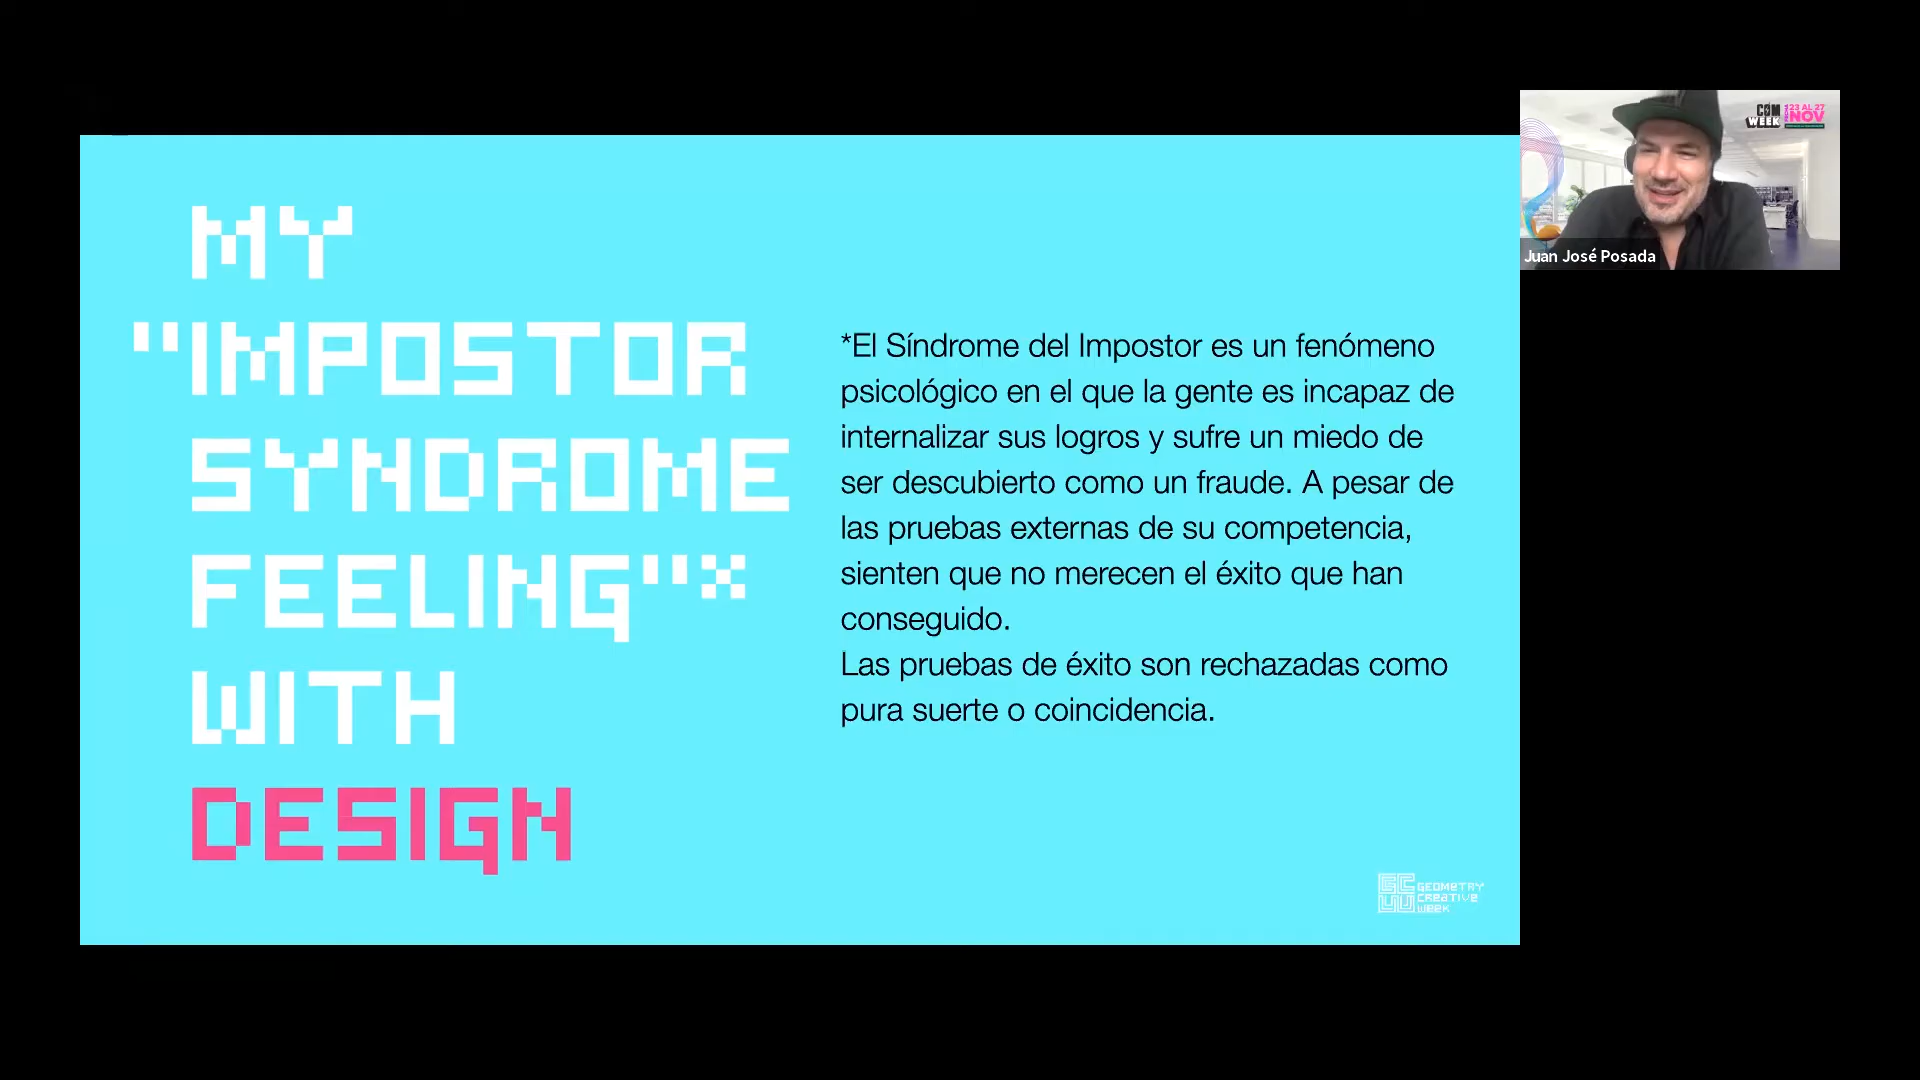 MY
"IMPOSTOR
SYNDROME
FEELING"*
WITH
DESIGN
*El Síndrome del Impostor es un fenómeno
psicológico en el que la gente es incapaz de
internalizar sus logros y sufre un miedo de
ser descubierto como un fraude. A pesar de
las pruebas externas de su competencia,
sienten que no merecen el éxito que han
conseguido.
Las pruebas de éxito son rechazadas como
pura suerte o coincidencia.
GEOMETRY
CREATIVE
WEEK
COM
WEEK
23 AL 27
NOV
Juan José Posada